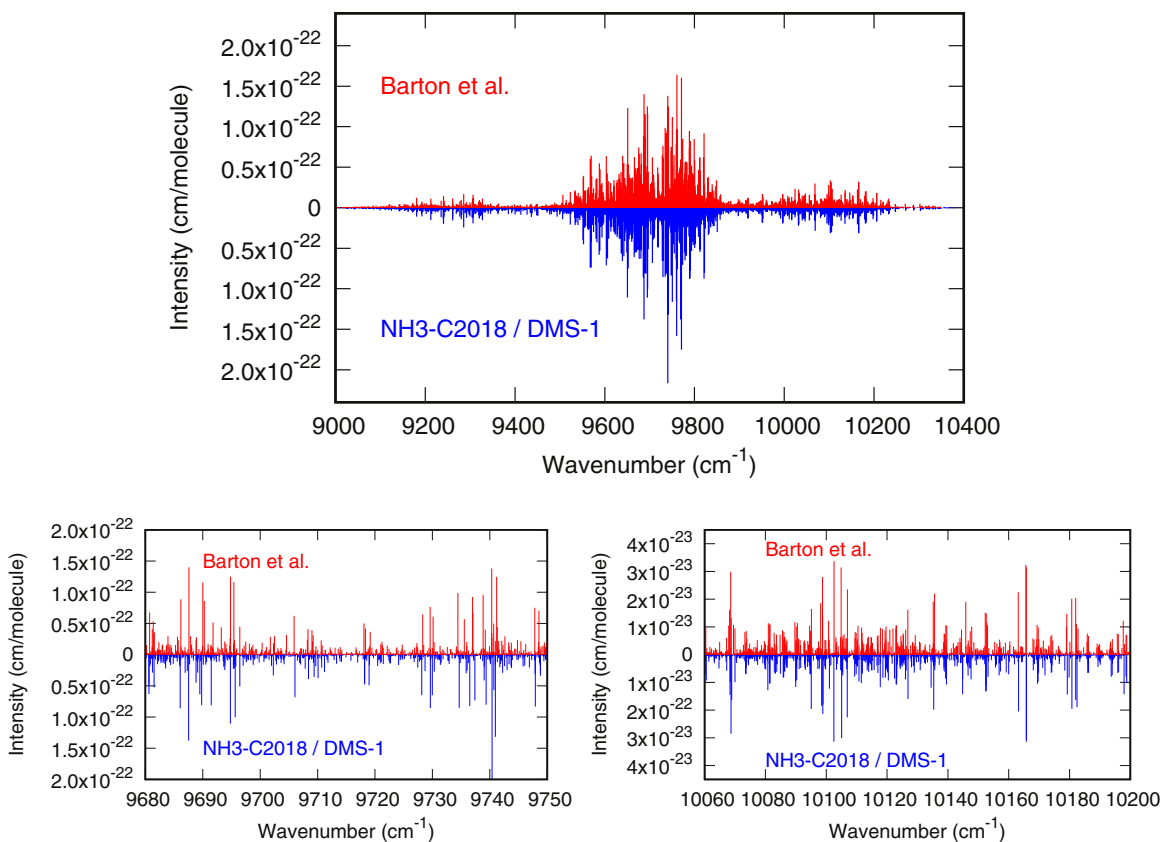 2.0x10-22
1.5x10-22
1.0x10-22
0.5x10-22
0
0.5x10-22
1.0x10-22
1.5x10-22
2.0x10-22
Intensity (cm/molecule)
Barton et al.
NH3-C2018 / DMS-1
9000 9200 9400 9600 9800 10000 10200 10400
Wavenumber (cm-1)
2.0x10-22
1.5x10-22
1.0x10-22
0.5x10-22
0
0.5x10-22
1.0x10-22
1.5x10-22
2.0x10-22
Intensity (cm/molecule)
Barton et al.
NH3-C2018 / DMS-1
9680 9690 9700 9710 9720 9730 9740 9750
Wavenumber (cm-1)
4x10-23
3x10-23
2x10-23
1x10-23
0
1x10-23
2x10-22
3x10-23
4x10-23
Intensity (cm/molecule)
Barton et al.
NH3-C2018 / DMS-1
10060 10080 10100 10120 10140 10160 10180 10200
Wavenumber (cm-1)